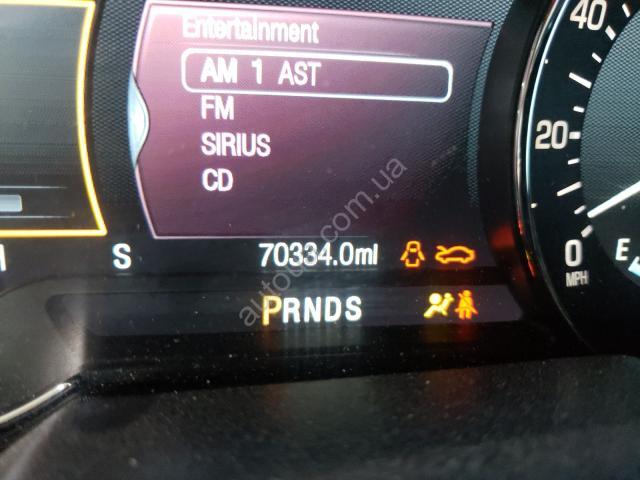 Entertainment
AM 1 AST
FM
SIRIUS
CD
40
20
0
MPH
E
S
70334.0mi
PRNDS
autoua.com.ua